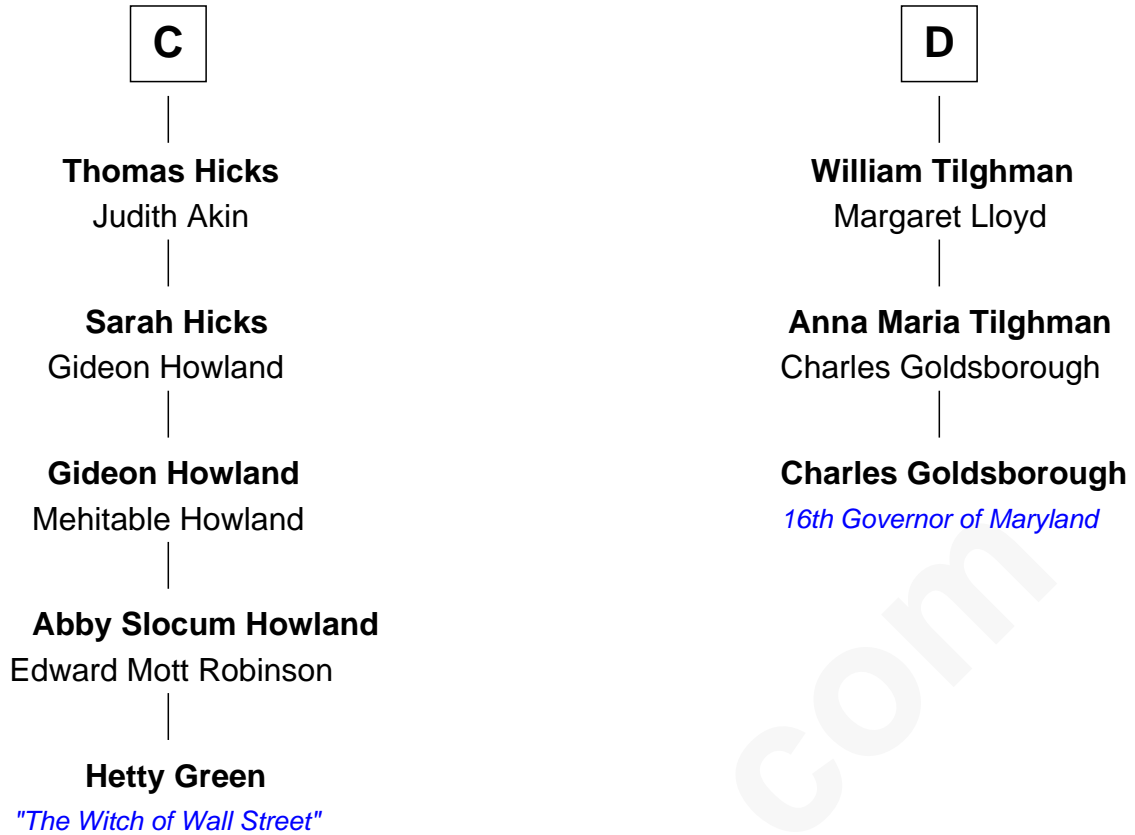 C
Thomas Hicks
Judith Akin
Sarah Hicks
Gideon Howland
Gideon Howland
Mehitable Howland
Abby Slocum Howland
Edward Mott Robinson
Hetty Green
"The Witch of Wall Street"
D
William Tilghman
Margaret Lloyd
Anna Maria Tilghman
Charles Goldsborough
Charles Goldsborough
16th Governor of Maryland
com